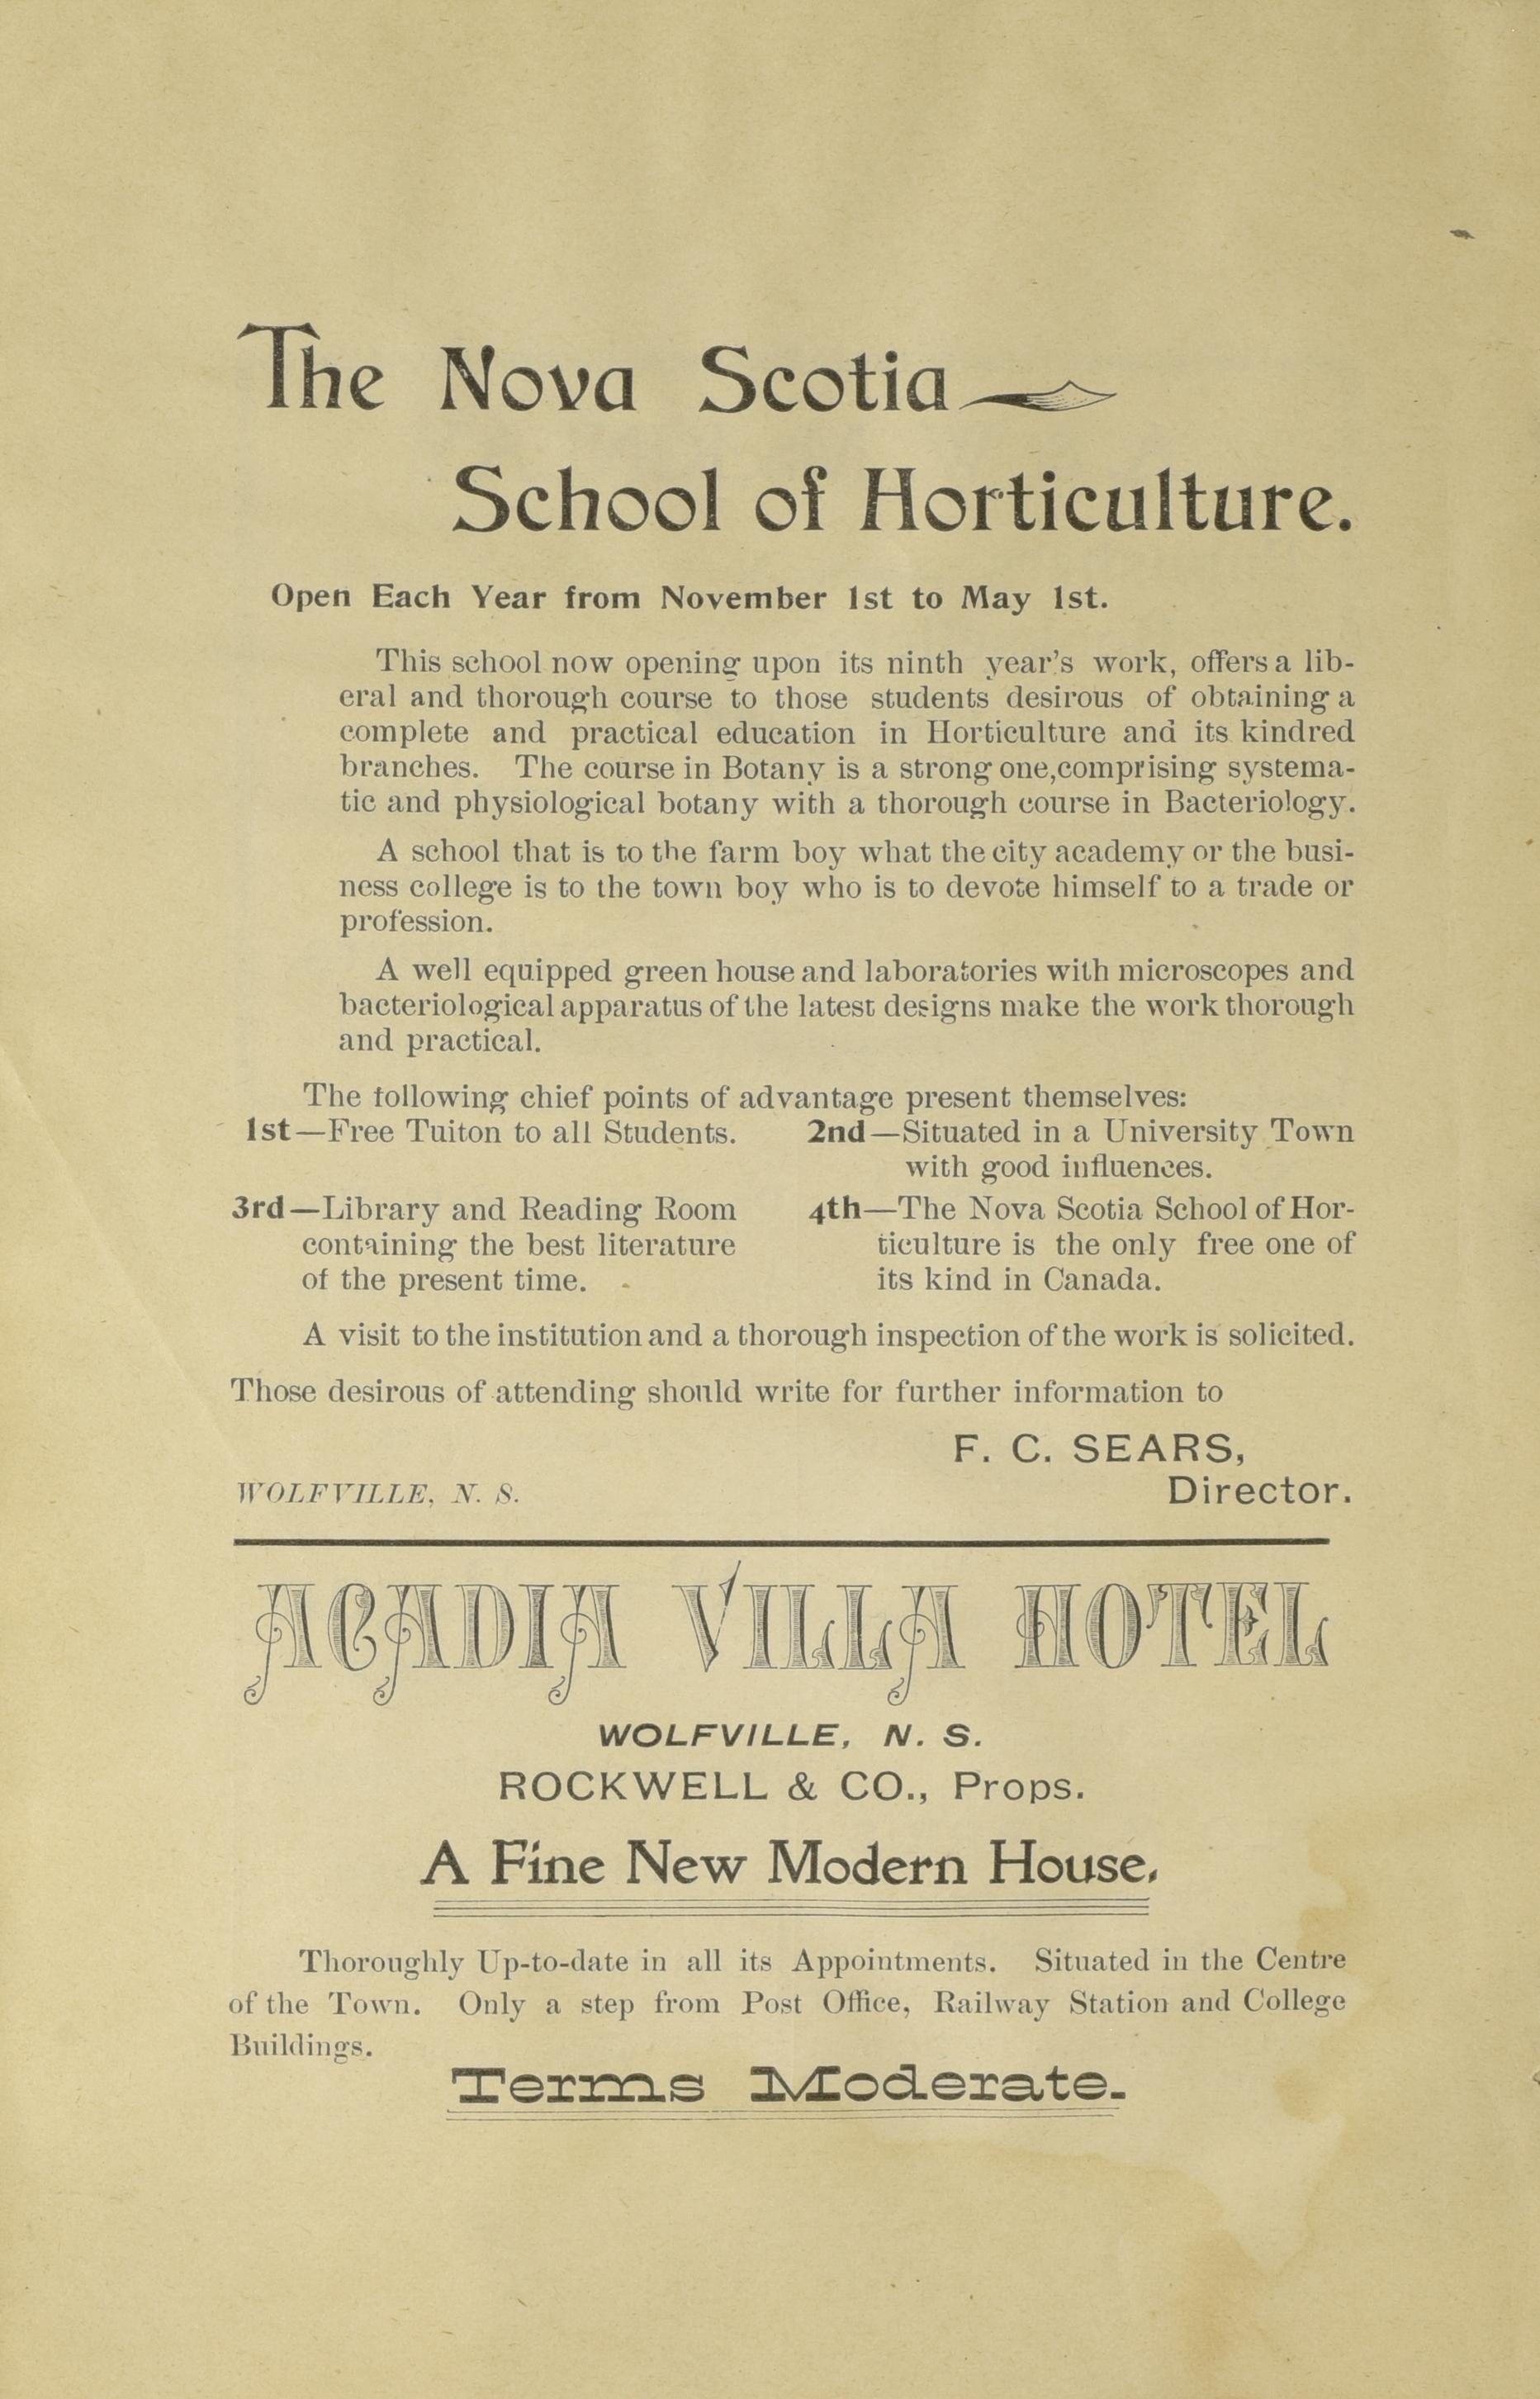 The Nova Scotia
School of Horticulture.
Open Each Year from November 1st to May 1st.
This school now opening upon its ninth year's work, offers a lib-
eral and thorough course to those students desirous of obtaining a
complete and practical education in Horticulture and its kindred
branches. The course in Botany is a strong one,comprising systema-
tic and physiological botany with a thorough course in Bacteriology.
A school that is to the farm boy what the city academy or the busi-
ness college is to the town boy who is to devote himself to a trade or
profession.
A well equipped green house and laboratories with microscopes and
bacteriological apparatus of the latest designs make the work thorough
and practical.
The following chief points of advantage present themselves:
1st—Free Tuiton to all Students.
2nd—Situated in a University Town
with good influences.
3rd—Library and Reading Room
containing the best literature
of the present time.
4th—The Nova Scotia School of Hor-
ticulture is the only free one of
its kind in Canada.
A visit to the institution and a thorough inspection of the work is solicited.
Those desirous of attending should write for further information to
F. C. SEARS,
WOLFVILLE, N. S. Director.
ACADIA VILLA HOTEL
WOLFVILLE, N. S.
ROCKWELL & CO., Props.
A Fine New Modern House.
Thoroughly Up-to-date in all its Appointments. Situated in the Centre
of the Town. Only a step from Post Office, Railway Station and College
Buildings.
Terms Moderate.